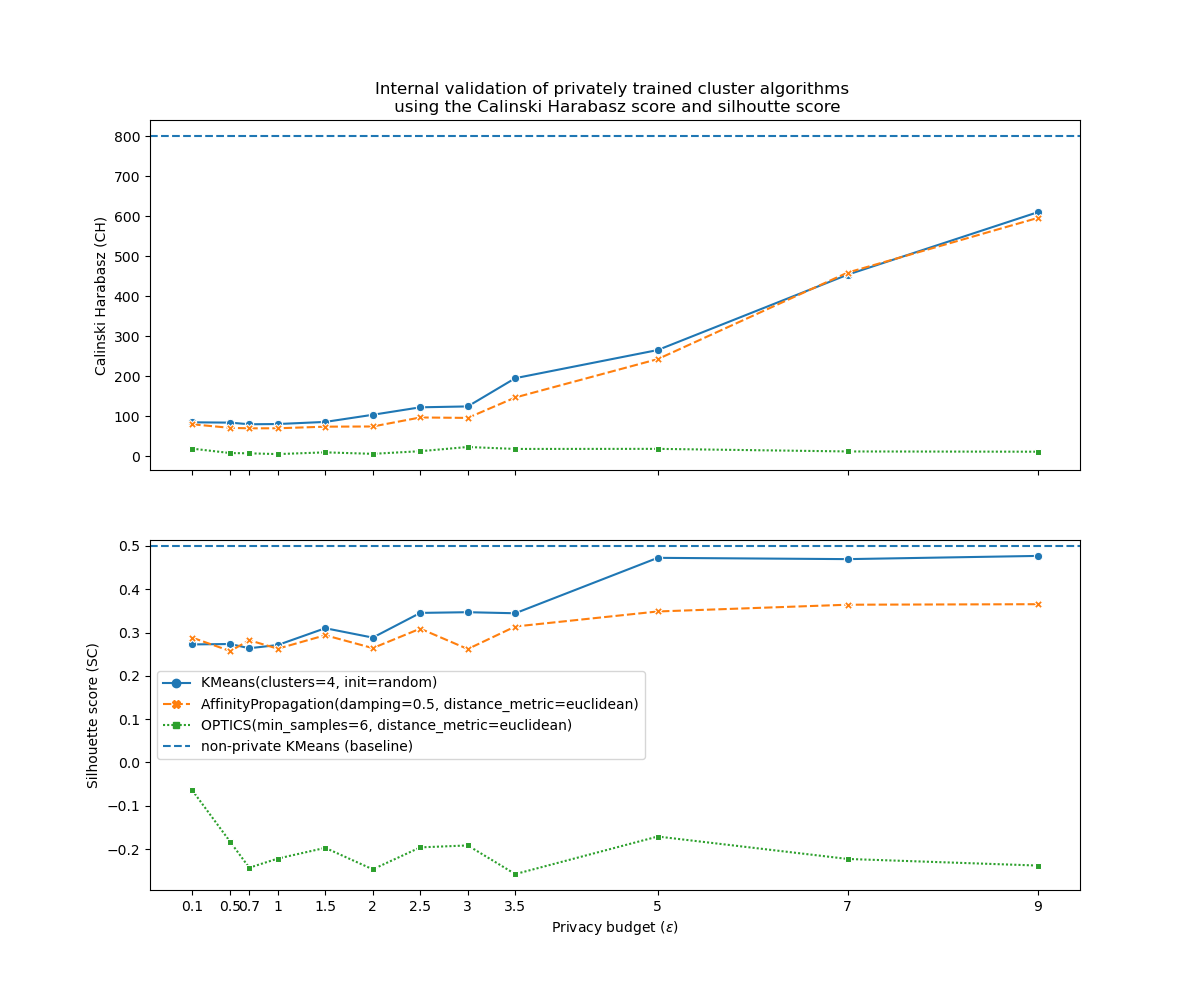 Internal validation of privately trained cluster algorithms
using the Calinski Harabasz score and silhoutte score
800
700
600
500
400
300
200
100
0
Calinski Harabasz (CH)
0.5
0.4
0.3
0.2
0.1
0.0
−0.1
−0.2
Silhouette score (SC)
KMeans(clusters=4, init=random)
AffinityPropagation(damping=0.5, distance_metric=euclidean)
OPTICS(min_samples=6, distance_metric=euclidean)
non-private KMeans (baseline)
0.1 0.5 0.7 1 1.5 2 2.5 3 3.5 5 7 9
Privacy budget (ε)